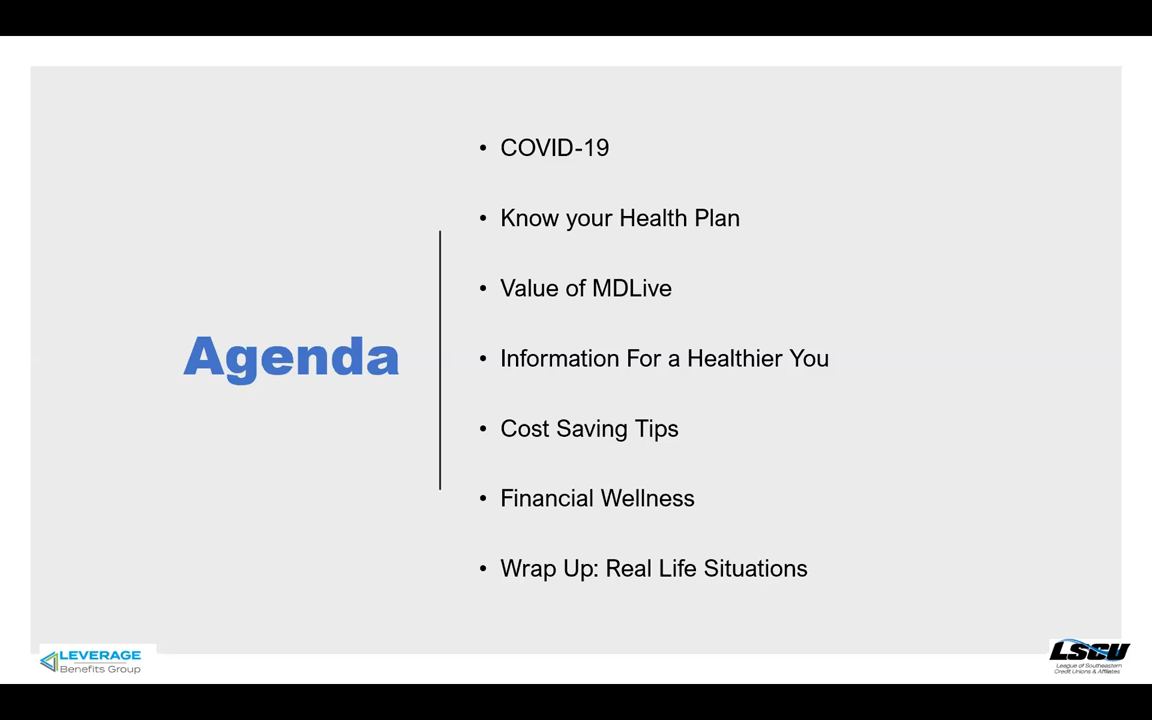 Agenda
• COVID-19
• Know your Health Plan
• Value of MDLive
• Information For a Healthier You
• Cost Saving Tips
• Financial Wellness
• Wrap Up: Real Life Situations
LEVERAGE
Benefits Group
LSCU
League of Southeastern
Credit Unions & Affiliates